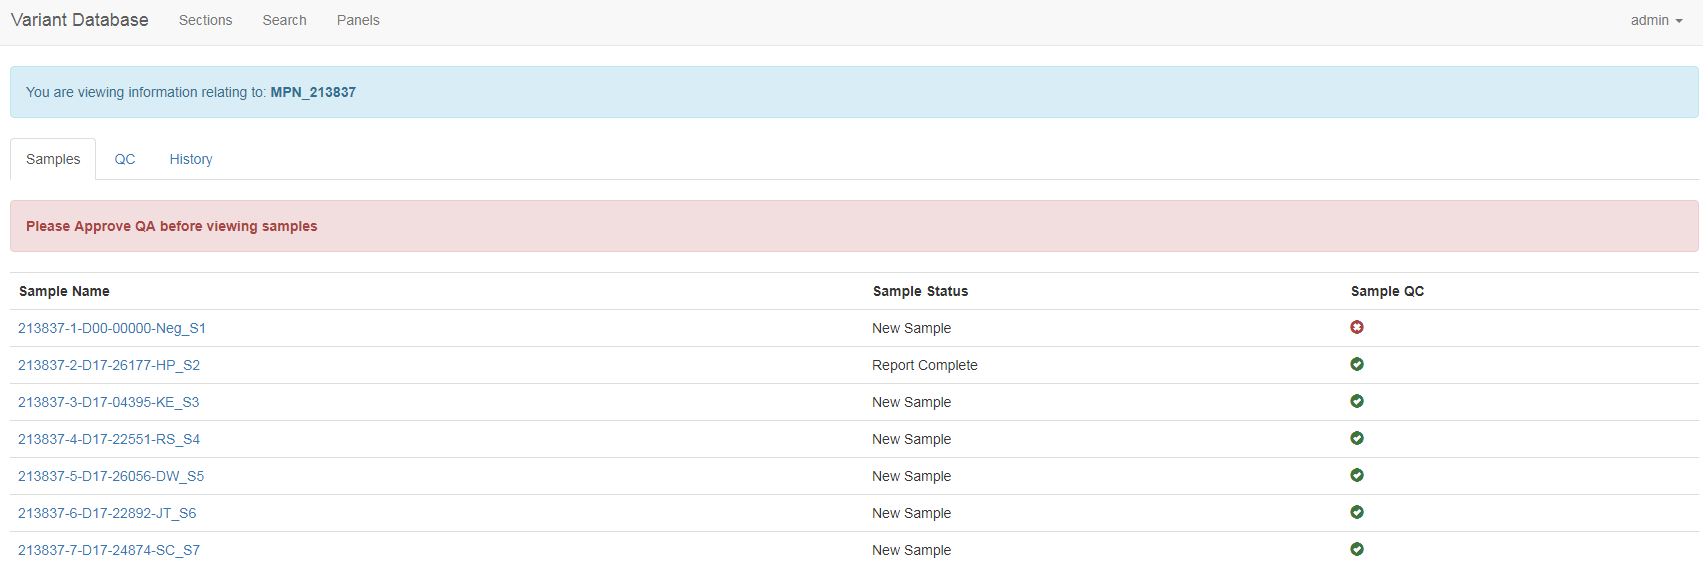 Variant Database Sections Search Panels admin
You are viewing information relating to: MPN_213837
Samples QC History
Please Approve QA before viewing samples
Sample Name Sample Status Sample QC
213837-1-D00-00000-Neg_S1 New Sample
213837-2-D17-26177-HP_S2 Report Complete
213837-3-D17-04395-KE_S3 New Sample
213837-4-D17-22551-RS_S4 New Sample
213837-5-D17-26056-DW_S5 New Sample
213837-6-D17-22892-JT_S6 New Sample
213837-7-D17-24874-SC_S7 New Sample